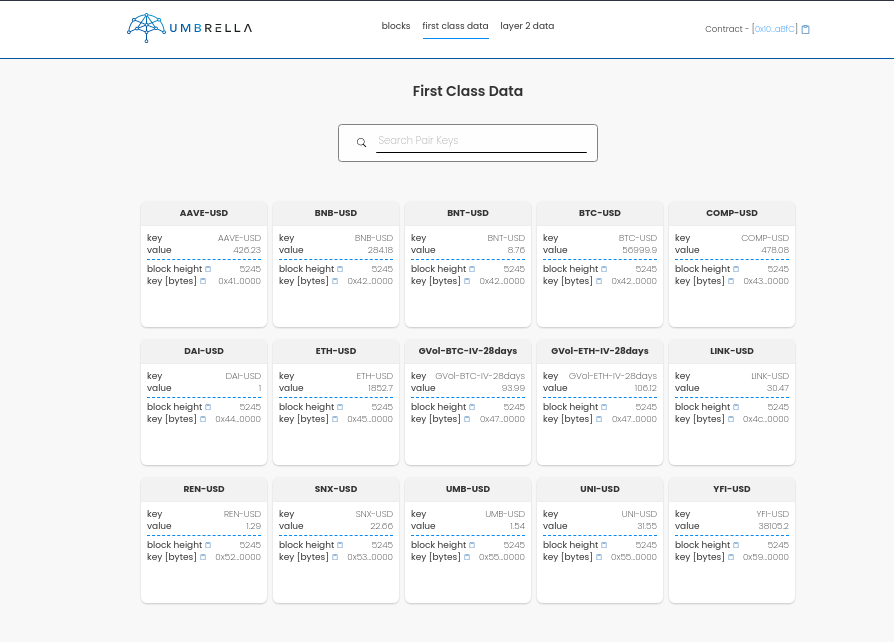 UMBRELLA
blocks first class data layer 2 data
Contract - [0x10...a8fC]
First Class Data
Search Pair Keys
AAVE-USD BNB-USD BNT-USD BTC-USD COMP-USD
key AAVE-USD key BNB-USD key BNT-USD key BTC-USD key COMP-USD
value 426.23 value 284.18 value 8.76 value 56999.9 value 478.08
block height 5245 block height 5245 block height 5245 block height 5245 block height 5245
key [bytes] 0x41...0000 key [bytes] 0x42...0000 key [bytes] 0x42...0000 key [bytes] 0x42...0000 key [bytes] 0x43...0000
DAI-USD ETH-USD GVol-BTC-IV-28days GVol-ETH-IV-28days LINK-USD
key DAI-USD key ETH-USD key GVol-BTC-IV-28days key GVol-ETH-IV-28days key LINK-USD
value 1 value 1852.7 value 93.99 value 106.12 value 30.47
block height 5245 block height 5245 block height 5245 block height 5245 block height 5245
key [bytes] 0x44...0000 key [bytes] 0x45...0000 key [bytes] 0x47...0000 key [bytes] 0x47...0000 key [bytes] 0x4c...0000
REN-USD SNX-USD UMB-USD UNI-USD YFI-USD
key REN-USD key SNX-USD key UMB-USD key UNI-USD key YFI-USD
value 1.29 value 22.66 value 1.54 value 31.55 value 38105.2
block height 5245 block height 5245 block height 5245 block height 5245 block height 5245
key [bytes] 0x52...0000 key [bytes] 0x53...0000 key [bytes] 0x55...0000 key [bytes] 0x55...0000 key [bytes] 0x59...0000